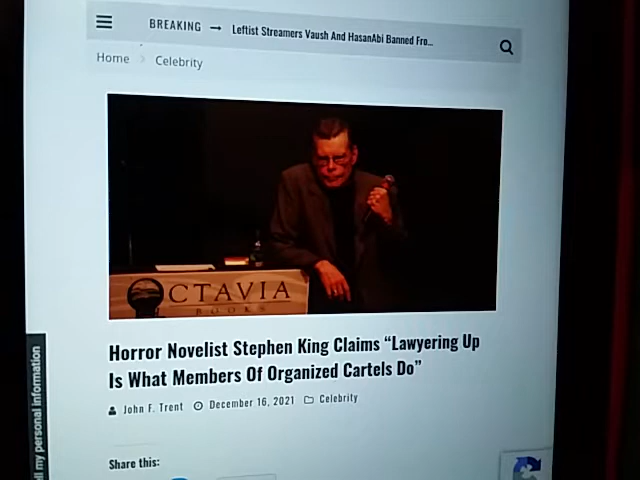 BREAKING → Leftist Streamers Vaush And HasanAbi Banned Fro...
Home > Celebrity
OCTAVIA
BOOKS
Horror Novelist Stephen King Claims “Lawyering Up
Is What Members Of Organized Cartels Do”
John F. Trent December 16, 2021 Celebrity
ll my personal information
Share this: